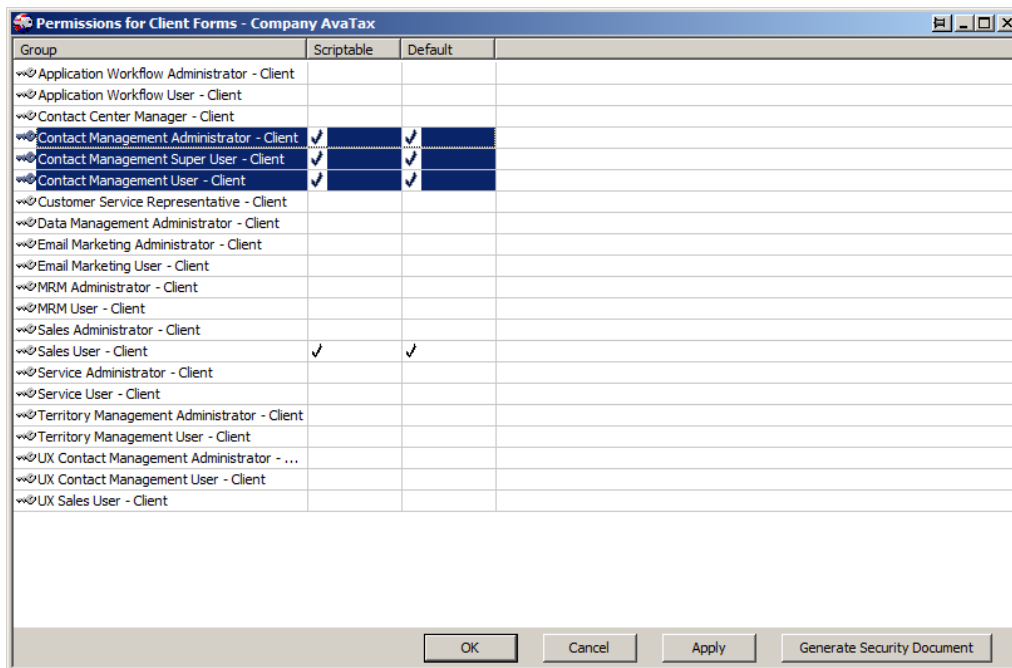 Permissions for Client Forms - Company AvaTax
Group Scriptable Default
Application Workflow Administrator - Client
Application Workflow User - Client
Contact Center Manager - Client
Contact Management Administrator - Client
Contact Management Super User - Client
Contact Management User - Client
Customer Service Representative - Client
Data Management Administrator - Client
Email Marketing Administrator - Client
Email Marketing User - Client
MRM Administrator - Client
MRM User - Client
Sales Administrator - Client
Sales User - Client
Service Administrator - Client
Service User - Client
Territory Management Administrator - Client
Territory Management User - Client
UX Contact Management Administrator - ...
UX Contact Management User - Client
UX Sales User - Client
OK Cancel Apply Generate Security Document